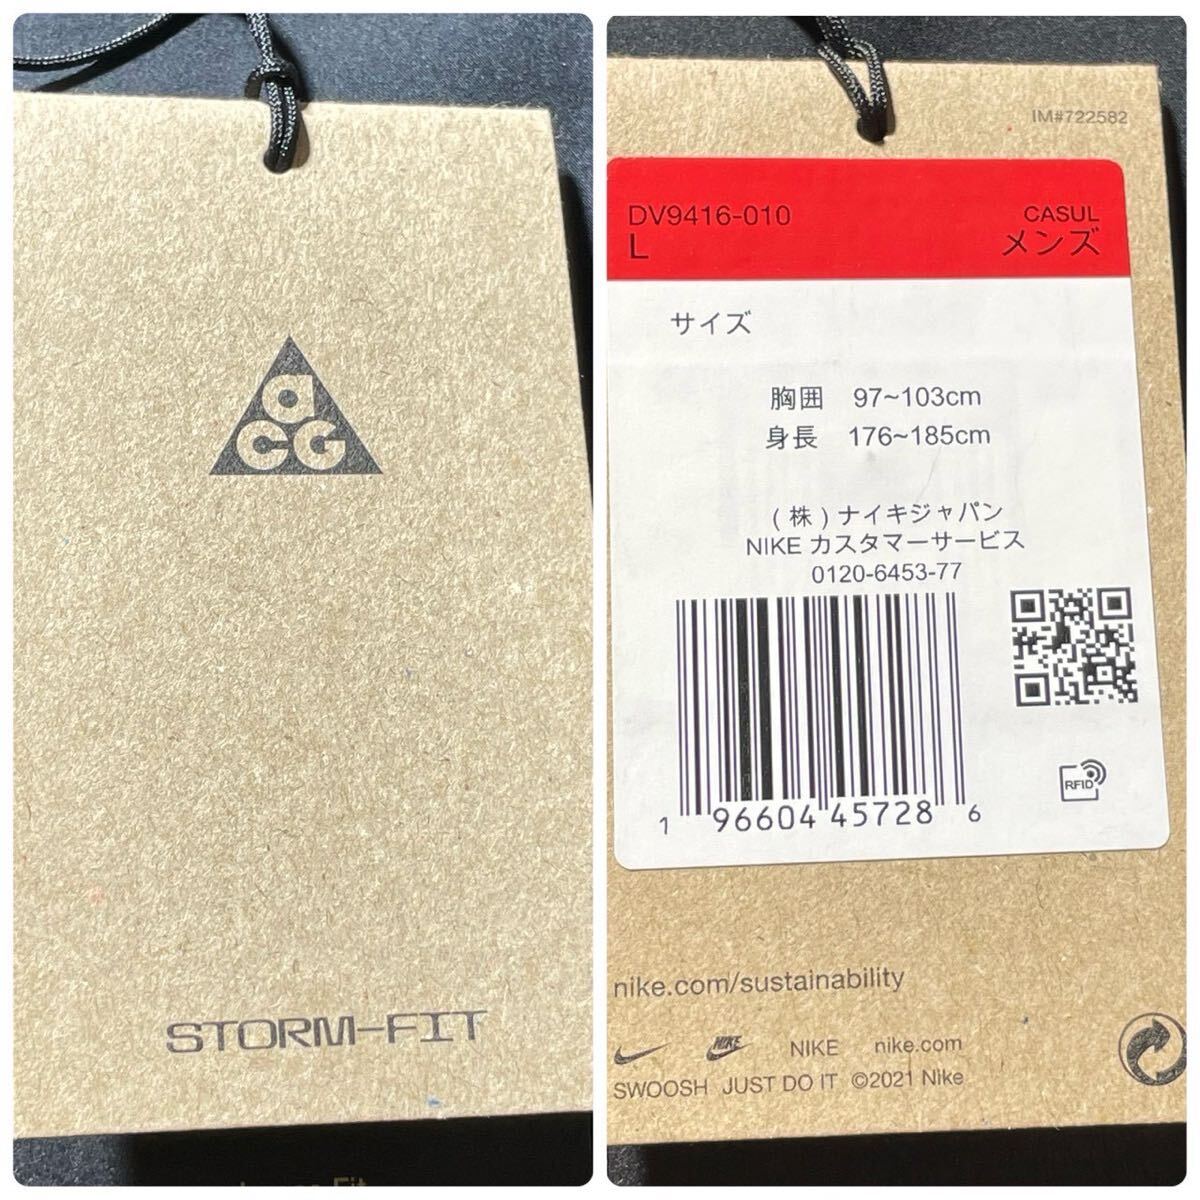 a
CG
STORM-FIT
IM#722582
DV9416-010
CASUL
L
メンズ
サイズ
胸囲 97~103cm
身長 176~185cm
(株)ナイキジャパン
NIKE カスタマーサービス
0120-6453-77
1 96604 45728 6
RFID
nike.com/sustainability
NIKE NIKE nike.com
SWOOSH JUST DO IT ©2021 Nike